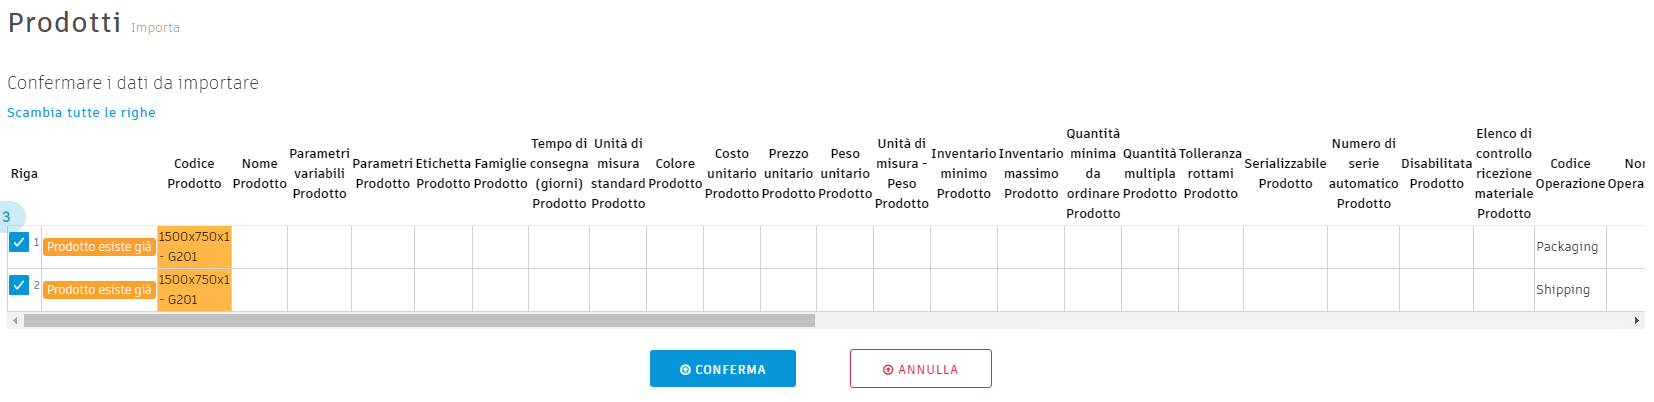 Prodotti Importa
Confermare i dati da importare
Scambia tutte le righe
Riga
Codice
Prodotto
Nome
Prodotto
Parametri
variabili
Prodotto
Parametri
Prodotto
Etichetta
Prodotto
Famiglie
Prodotto
Tempo di
consegna
(giorni)
Prodotto
Unità di
misura
standard
Prodotto
Colore
Prodotto
Costo
unitario
Prodotto
Prezzo
unitario
Prodotto
Peso
unitario
Prodotto
Unità di
misura -
Peso
Prodotto
Inventario
minimo
Prodotto
Inventario
massimo
Prodotto
Quantità
minima
da
ordinare
Prodotto
Quantità
multipla
Prodotto
Tolleranza
rottami
Prodotto
Serializzabile
Prodotto
Numero di
serie
automatico
Prodotto
Disabilitata
Prodotto
Elenco di
controllo
ricezione
materiale
Prodotto
Codice
Operazione
3
1 Prodotto esiste già
1500x750x1
- G201
Packaging
2 Prodotto esiste già
1500x750x1
- G201
Shipping
CONFERMA
ANNULLA